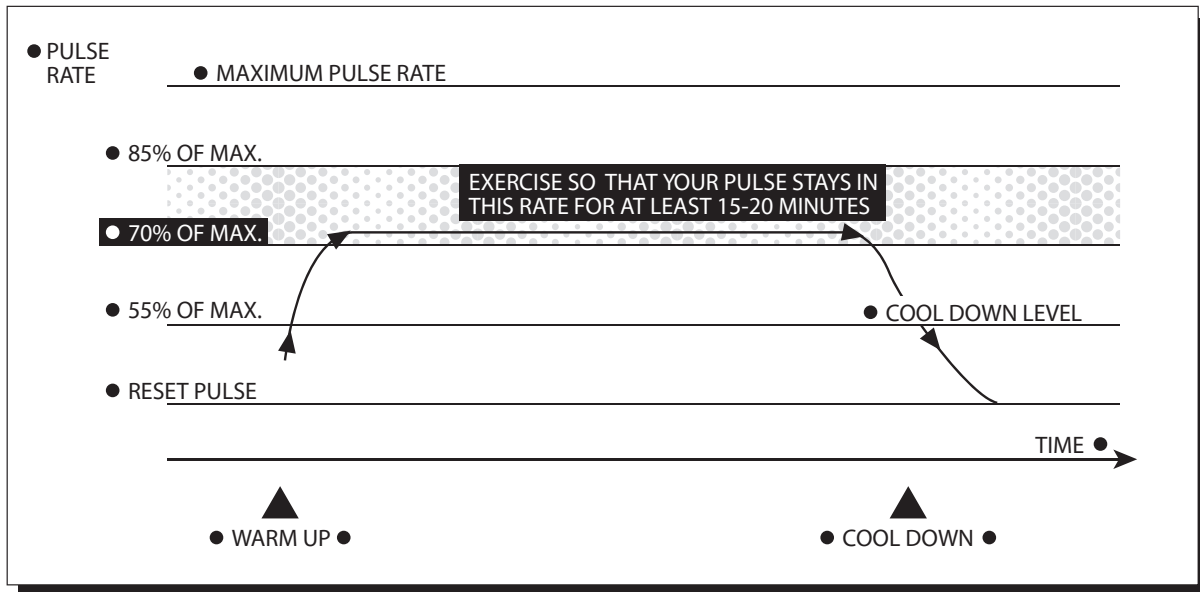 ● PULSE
RATE
● MAXIMUM PULSE RATE
● 85% OF MAX.
EXERCISE SO THAT YOUR PULSE STAYS IN
THIS RATE FOR AT LEAST 15-20 MINUTES
● 70% OF MAX.
● 55% OF MAX.
● COOL DOWN LEVEL
● RESET PULSE
TIME ●
● WARM UP ●
● COOL DOWN ●